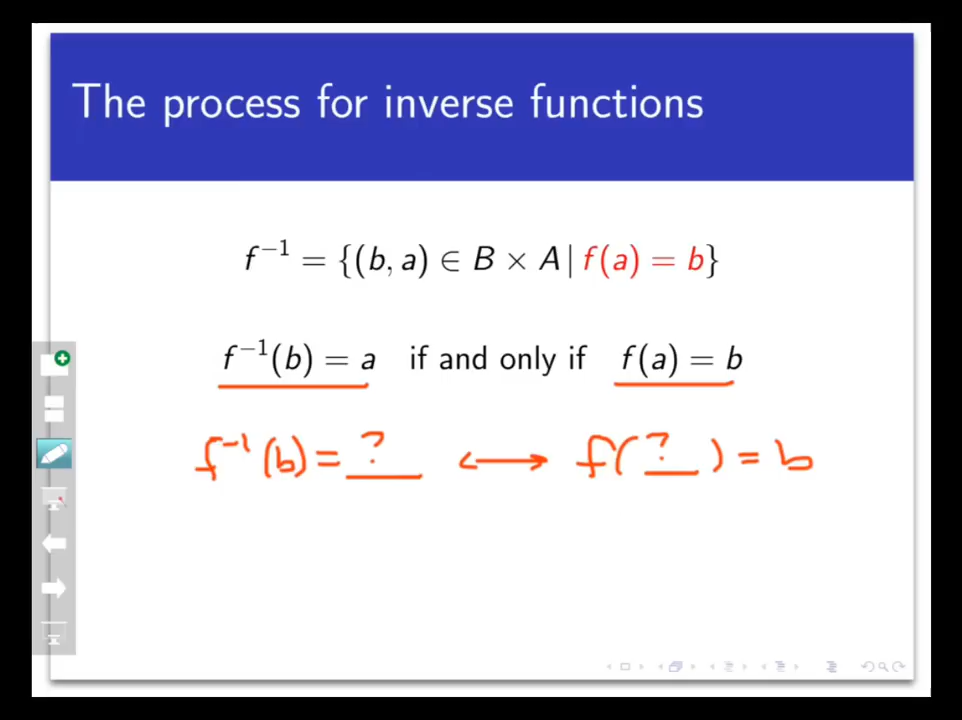 The process for inverse functions
f⁻¹ = {(b, a) ∈ B × A | f(a) = b}
f⁻¹(b) = a if and only if f(a) = b
f⁻¹(b) = ? ⟷ f( ? ) = b